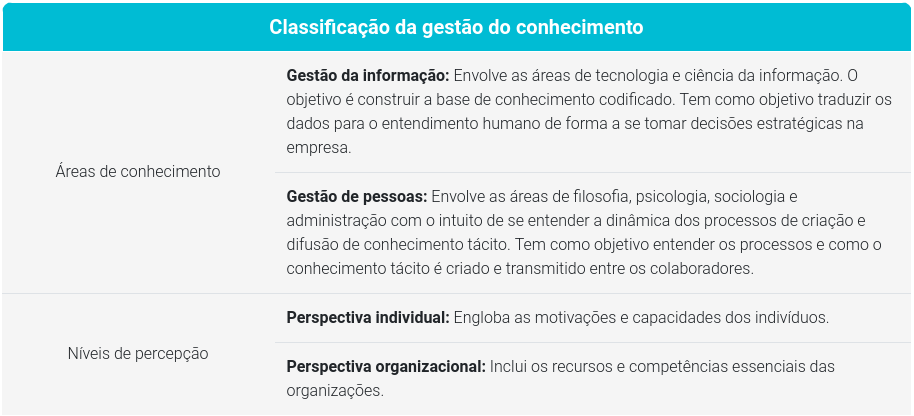 Classificação da gestão do conhecimento
Áreas de conhecimento
Gestão da informação: Envolve as áreas de tecnologia e ciência da informação. O
objetivo é construir a base de conhecimento codificado. Tem como objetivo traduzir os
dados para o entendimento humano de forma a se tomar decisões estratégicas na
empresa.
Gestão de pessoas: Envolve as áreas de filosofia, psicologia, sociologia e
administração com o intuito de se entender a dinâmica dos processos de criação e
difusão de conhecimento tácito. Tem como objetivo entender os processos e como o
conhecimento tácito é criado e transmitido entre os colaboradores.
Níveis de percepção
Perspectiva individual: Engloba as motivações e capacidades dos indivíduos.
Perspectiva organizacional: Inclui os recursos e competências essenciais das
organizações.